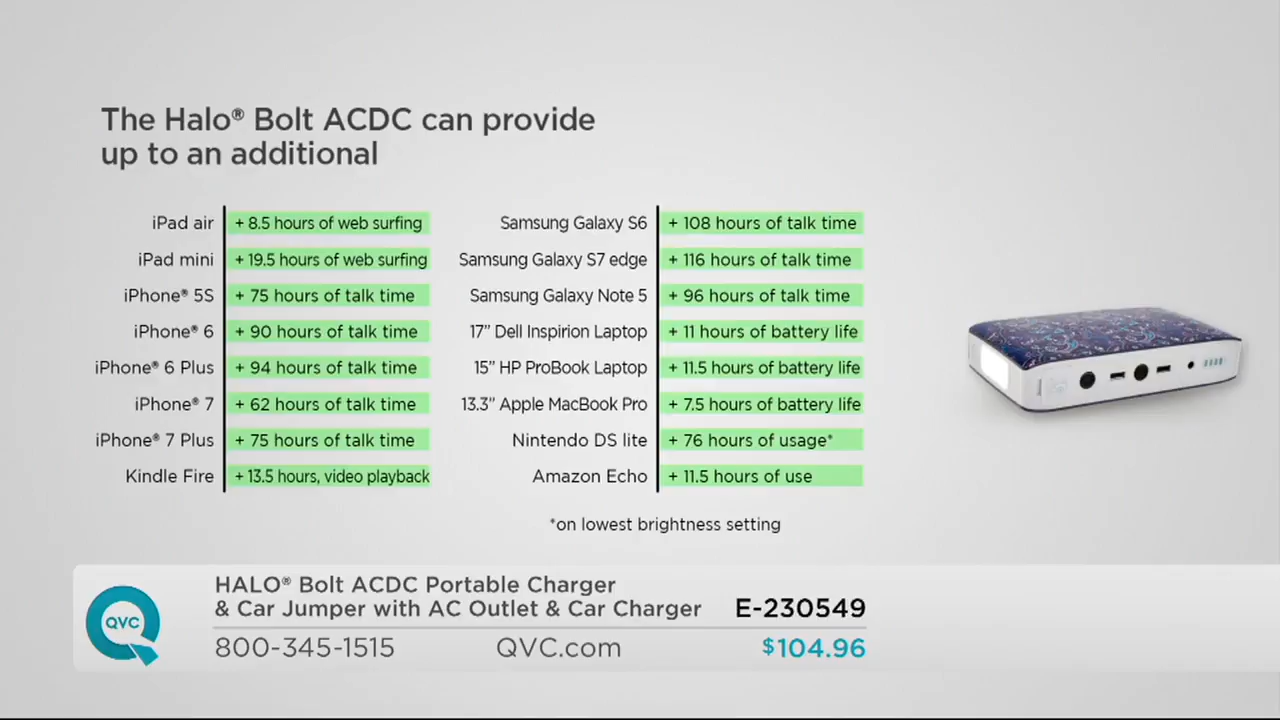 The Halo® Bolt ACDC can provide
up to an additional
iPad air + 8.5 hours of web surfing
iPad mini + 19.5 hours of web surfing
iPhone® 5S + 75 hours of talk time
iPhone® 6 + 90 hours of talk time
iPhone® 6 Plus + 94 hours of talk time
iPhone® 7 + 62 hours of talk time
iPhone® 7 Plus + 75 hours of talk time
Kindle Fire + 13.5 hours, video playback
Samsung Galaxy S6 + 108 hours of talk time
Samsung Galaxy S7 edge + 116 hours of talk time
Samsung Galaxy Note 5 + 96 hours of talk time
17” Dell Inspirion Laptop + 11 hours of battery life
15” HP ProBook Laptop + 11.5 hours of battery life
13.3” Apple MacBook Pro + 7.5 hours of battery life
Nintendo DS lite + 76 hours of usage*
Amazon Echo + 11.5 hours of use
*on lowest brightness setting
QVC
HALO® Bolt ACDC Portable Charger
& Car Jumper with AC Outlet & Car Charger E-230549
800-345-1515 QVC.com $104.96